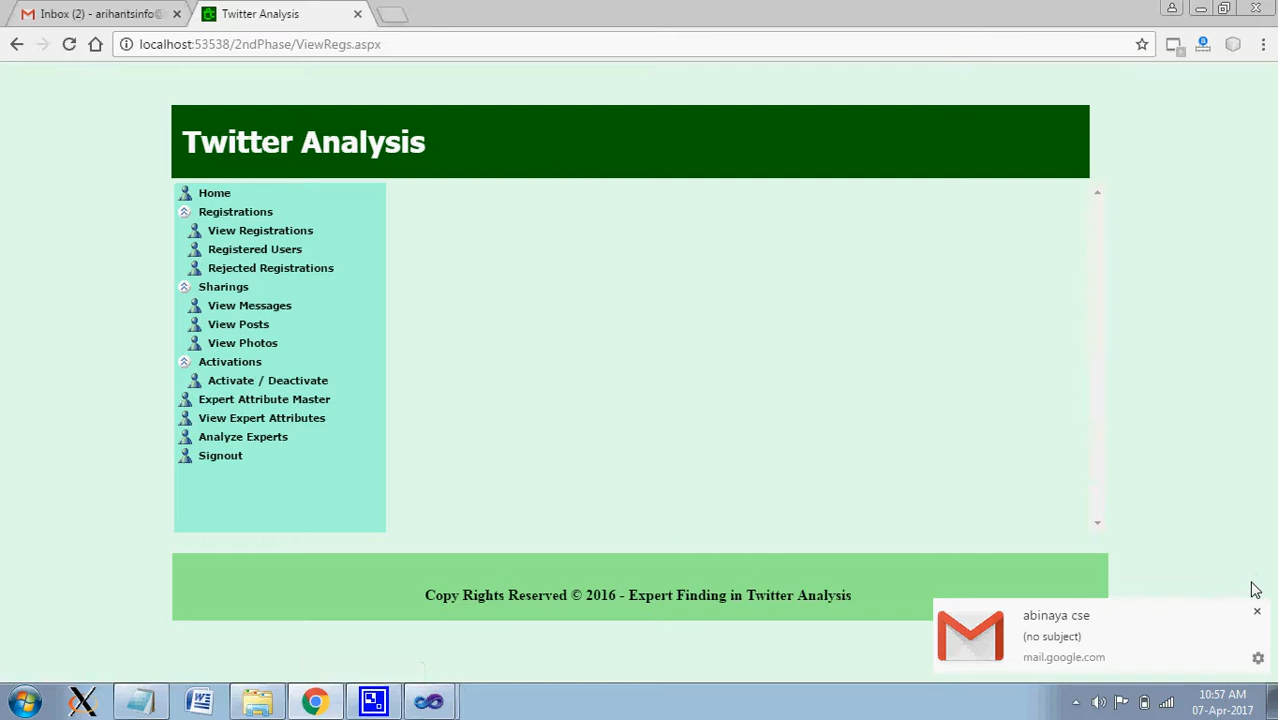 Inbox (2) - arihantsinfo@
Twitter Analysis
localhost:53538/2ndPhase/ViewRegs.aspx
Twitter Analysis
Home
Registrations
View Registrations
Registered Users
Rejected Registrations
Sharings
View Messages
View Posts
View Photos
Activations
Activate / Deactivate
Expert Attribute Master
View Expert Attributes
Analyze Experts
Signout
Copy Rights Reserved © 2016 - Expert Finding in Twitter Analysis
abinaya cse
(no subject)
mail.google.com
10:57 AM
07-Apr-2017